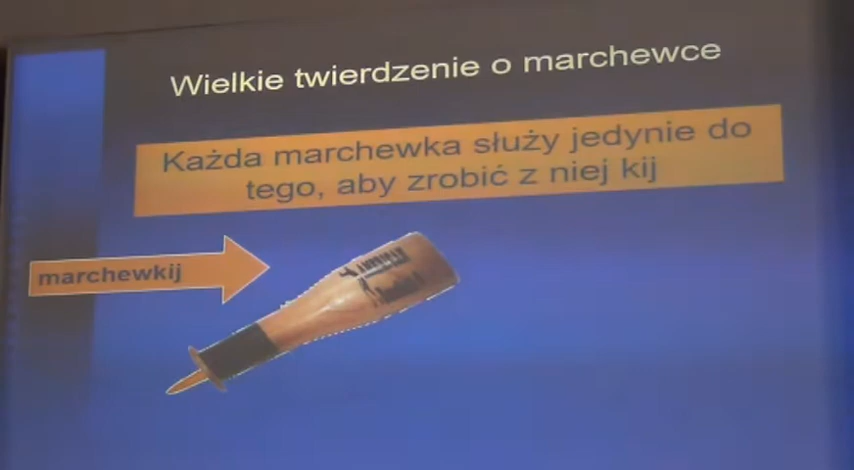 Wielkie twierdzenie o marchewce
Każda marchewka służy jedynie do
tego, aby zrobić z niej kij
marchewkij